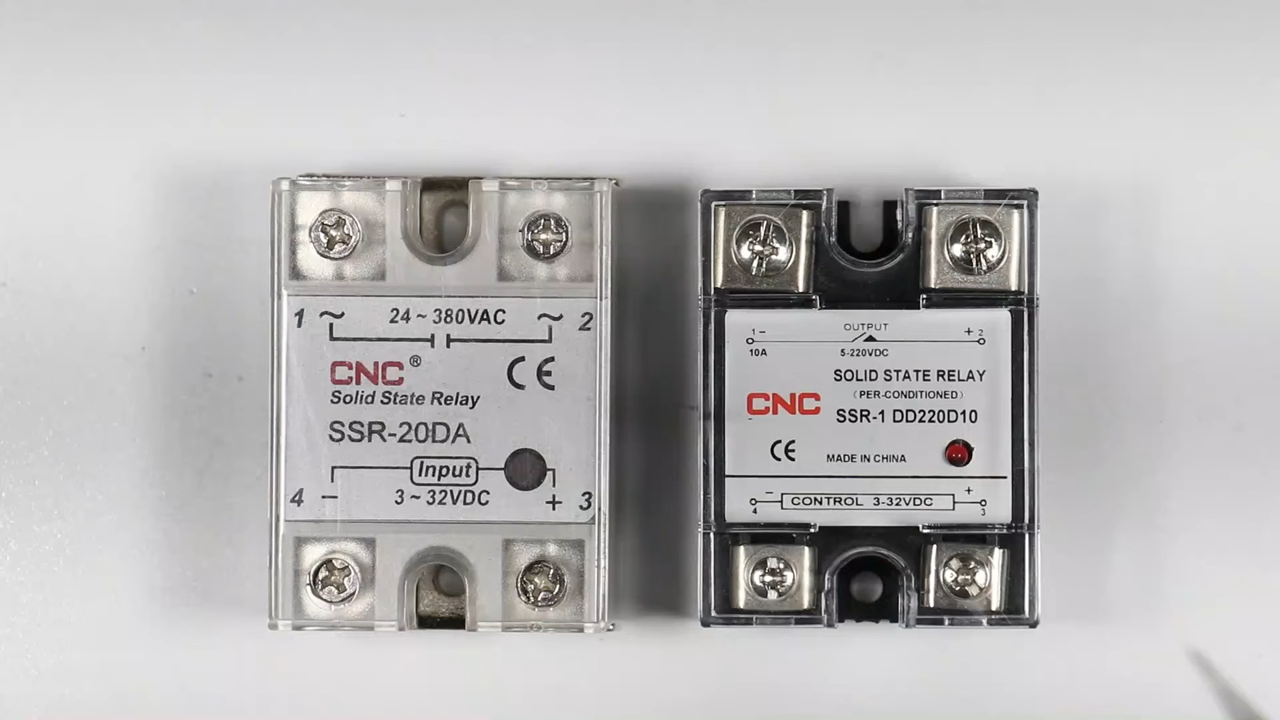 1 ~ 24 ~ 380VAC ~ 2
CNC®
CE
Solid State Relay
SSR-20DA
Input
4 − 3 ~ 32VDC + 3
1 − OUTPUT + 2
10A 5-220VDC
SOLID STATE RELAY
(PER-CONDITIONED)
CNC SSR-1 DD220D10
CE MADE IN CHINA
− CONTROL 3-32VDC +
4 3